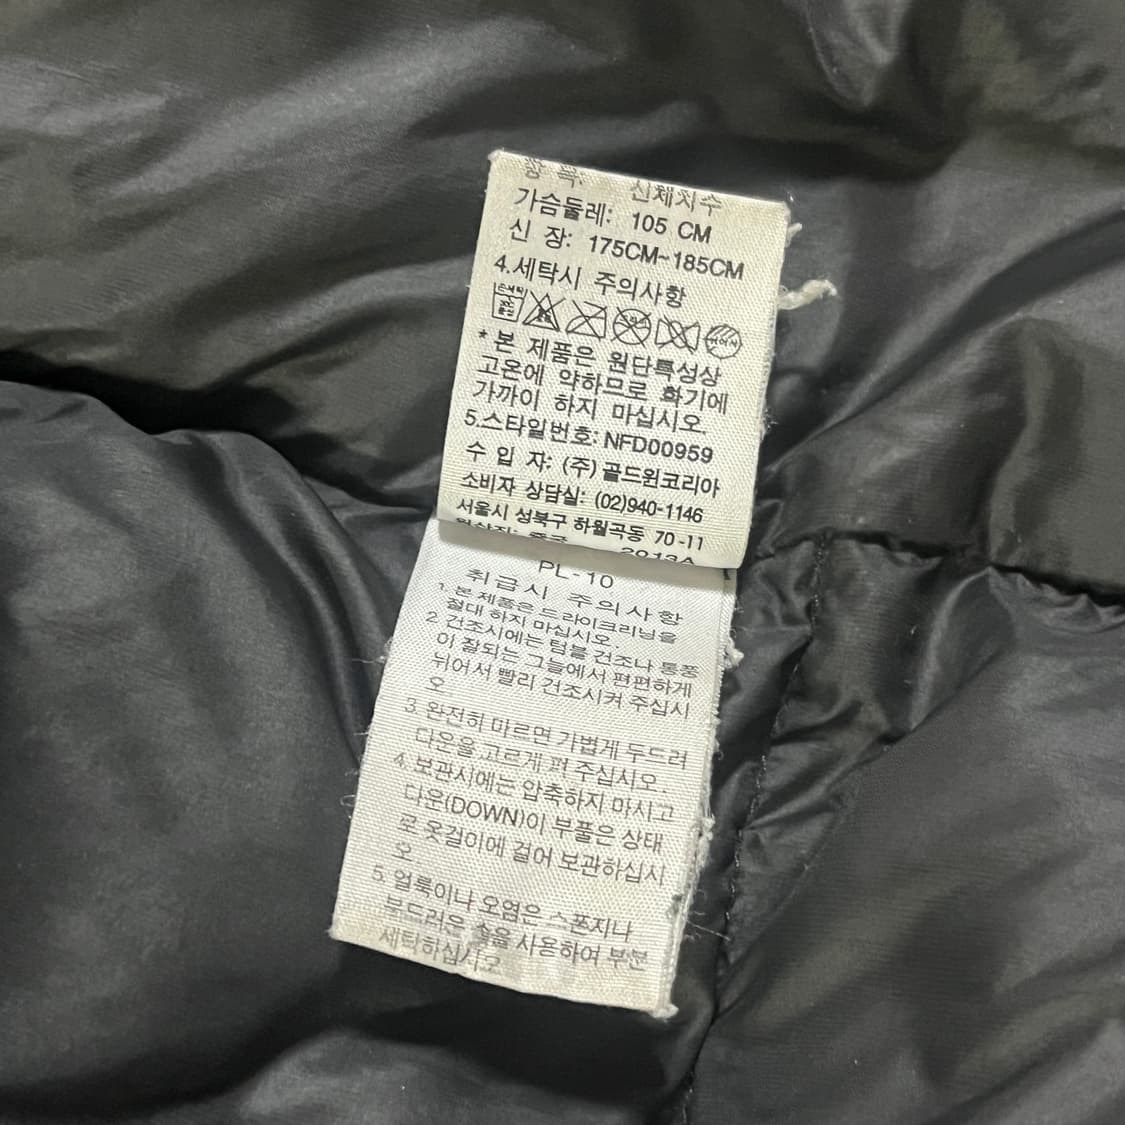 항 목: 신체치수
가슴둘레: 105 CM
신 장: 175CM~185CM
4.세탁시 주의사항
손세탁
*본 제품은 원단특성상
고온에 약하므로 화기에
가까이 하지 마십시오.
5.스타일번호: NFD00959
수 입 자: (주)골드윈코리아
소비자 상담실: (02)940-1146
서울시 성북구 하월곡동 70-11
2013A
PL-10
취급시 주의사항
1. 본 제품은 드라이크리닝을
절대 하지 마십시오.
2 건조시에는 텀블 건조나 통풍
이 잘되는 그늘에서 편편하게
뉘어서 빨리 건조시켜 주십시
오.
3. 완전히 마르면 가볍게 두드려
다운을 고르게 펴 주십시오.
4. 보관시에는 압축하지 마시고
다운(DOWN)이 부풀은 상태
로 옷걸이에 걸어 보관하십시
오
5. 얼룩이나 오염은 스폰지나
부드러운 솔을 사용하여 부분
세탁하십시오